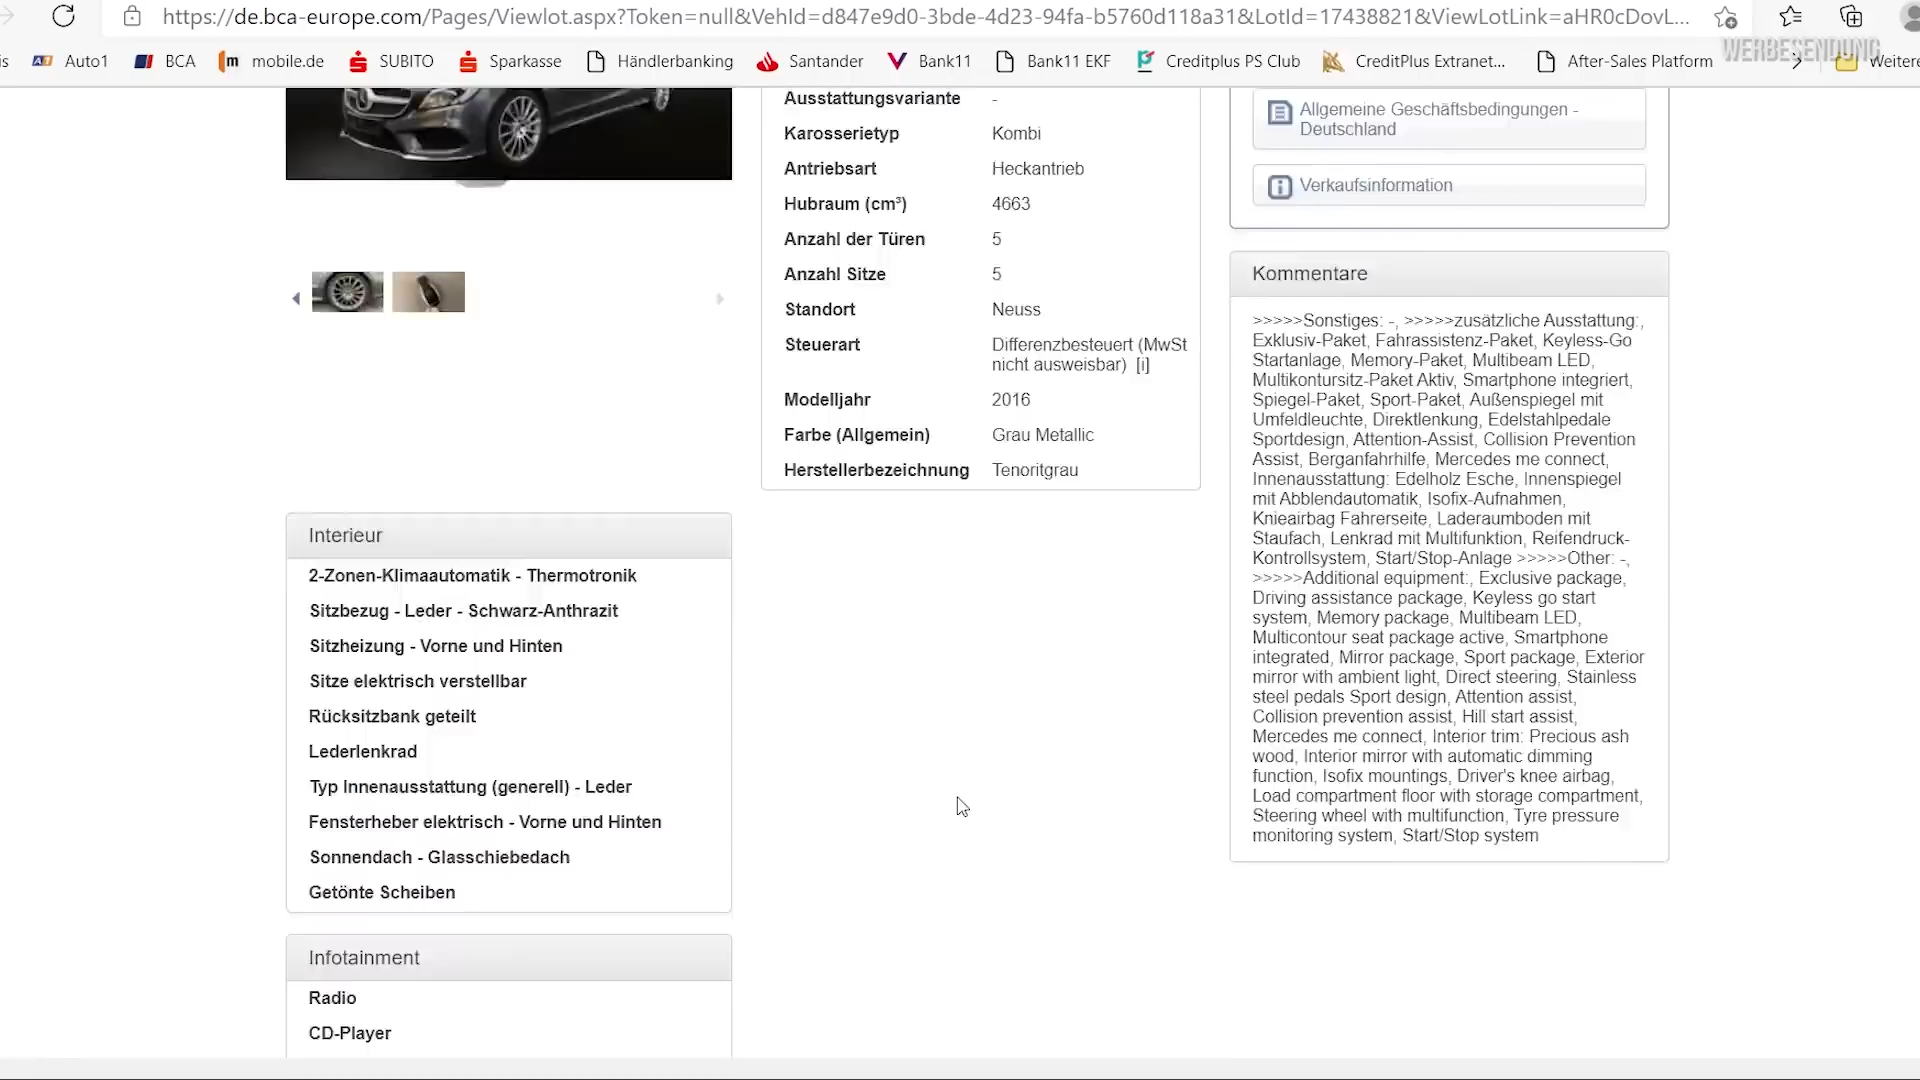 https://de.bca-europe.com/Pages/Viewlot.aspx?Token=null&VehId=d847e9d0-3bde-4d23-94fa-b5760d118a31&LotId=17438821&ViewLotLink=aHR0cDovL...
is Auto1 BCA mobile.de SUBITO Sparkasse Händlerbanking Santander Bank11 Bank11 EKF Creditplus PS Club CreditPlus Extranet... After-Sales Platform Weitere
WERBESENDUNG
Ausstattungsvariante -
Karosserietyp Kombi
Antriebsart Heckantrieb
Hubraum (cm³) 4663
Anzahl der Türen 5
Anzahl Sitze 5
Standort Neuss
Steuerart Differenzbesteuert (MwSt
nicht ausweisbar) [i]
Modelljahr 2016
Farbe (Allgemein) Grau Metallic
Herstellerbezeichnung Tenoritgrau
Interieur
2-Zonen-Klimaautomatik - Thermotronik
Sitzbezug - Leder - Schwarz-Anthrazit
Sitzheizung - Vorne und Hinten
Sitze elektrisch verstellbar
Rücksitzbank geteilt
Lederlenkrad
Typ Innenausstattung (generell) - Leder
Fensterheber elektrisch - Vorne und Hinten
Sonnendach - Glasschiebedach
Getönte Scheiben
Infotainment
Radio
CD-Player
Allgemeine Geschäftsbedingungen -
Deutschland
Verkaufsinformation
Kommentare
>>>>>Sonstiges: -, >>>>>zusätzliche Ausstattung:,
Exklusiv-Paket, Fahrassistenz-Paket, Keyless-Go
Startanlage, Memory-Paket, Multibeam LED,
Multikontursitz-Paket Aktiv, Smartphone integriert,
Spiegel-Paket, Sport-Paket, Außenspiegel mit
Umfeldleuchte, Direktlenkung, Edelstahlpedale
Sportdesign, Attention-Assist, Collision Prevention
Assist, Berganfahrhilfe, Mercedes me connect,
Innenausstattung: Edelholz Esche, Innenspiegel
mit Abblendautomatik, Isofix-Aufnahmen,
Knieairbag Fahrerseite, Laderaumboden mit
Staufach, Lenkrad mit Multifunktion, Reifendruck-
Kontrollsystem, Start/Stop-Anlage >>>>>Other: -,
>>>>>Additional equipment:, Exclusive package,
Driving assistance package, Keyless go start
system, Memory package, Multibeam LED,
Multicontour seat package active, Smartphone
integrated, Mirror package, Sport package, Exterior
mirror with ambient light, Direct steering, Stainless
steel pedals Sport design, Attention assist,
Collision prevention assist, Hill start assist,
Mercedes me connect, Interior trim: Precious ash
wood, Interior mirror with automatic dimming
function, Isofix mountings, Driver's knee airbag,
Load compartment floor with storage compartment,
Steering wheel with multifunction, Tyre pressure
monitoring system, Start/Stop system